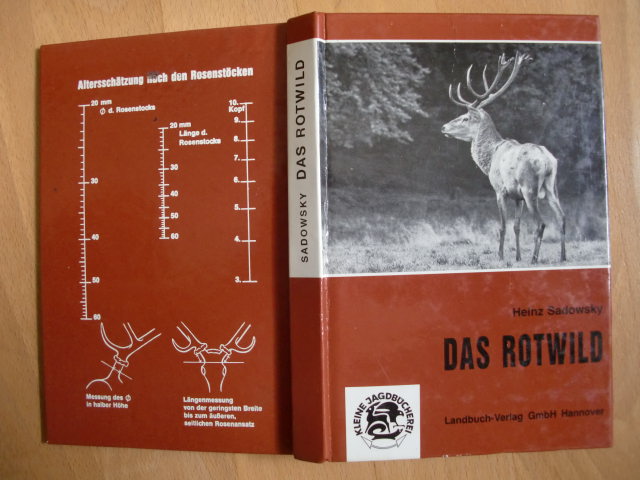 Altersschätzung nach den Rosenstöcken
20 mm
∅ d. Rosenstocks
30
40
50
60
20 mm
Länge d.
Rosenstocks
30
40
50
60
10.
Kopf
9.
8.
7.
6.
5.
4.
3.
Messung des ∅
in halber Höhe
Längenmessung
von der geringsten Breite
bis zum äußeren,
seitlichen Rosenansatz
SADOWSKY DAS ROTWILD
Heinz Sadowsky
DAS ROTWILD
KLEINE JAGDBÜCHEREI
Landbuch-Verlag GmbH Hannover